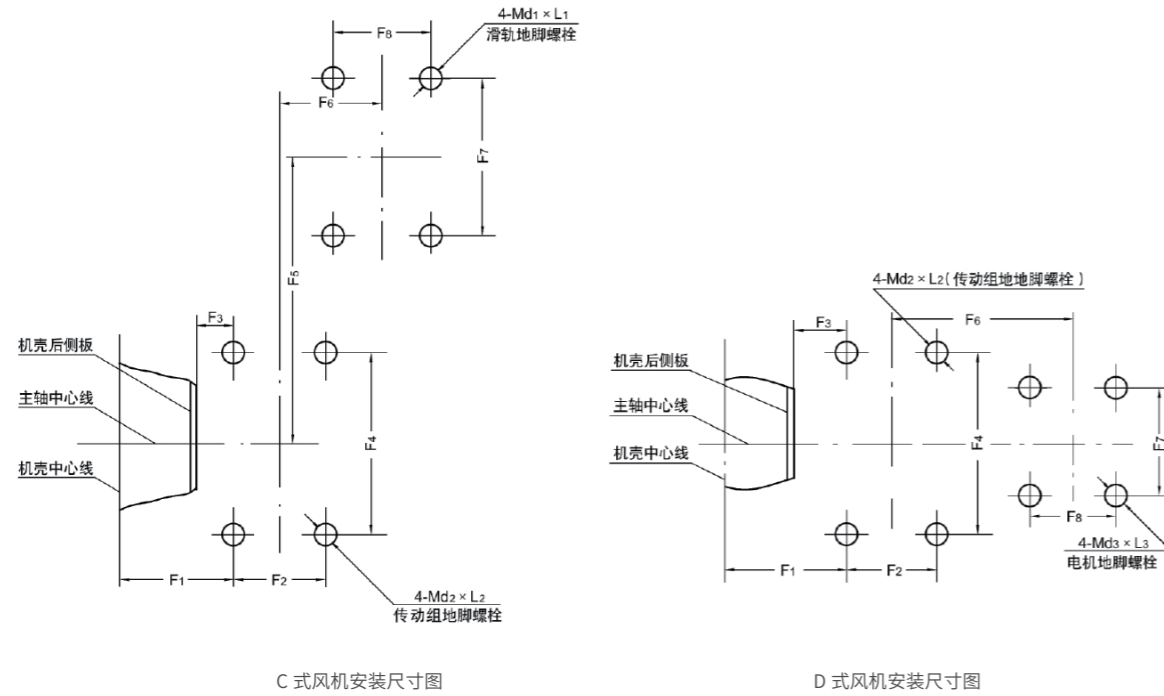 4-Md₁×L₁
滑轨地脚螺栓
F₈
F₆
F₇
F₅
F₃
机壳后侧板
主轴中心线
机壳中心线
F₄
F₁
F₂
4-Md₂×L₂
传动组地脚螺栓
C 式风机安装尺寸图
4-Md₂×L₂(传动组地地脚螺栓)
F₆
F₃
机壳后侧板
主轴中心线
机壳中心线
F₄
F₇
F₈
F₁
F₂
4-Md₃×L₃
电机地脚螺栓
D 式风机安装尺寸图